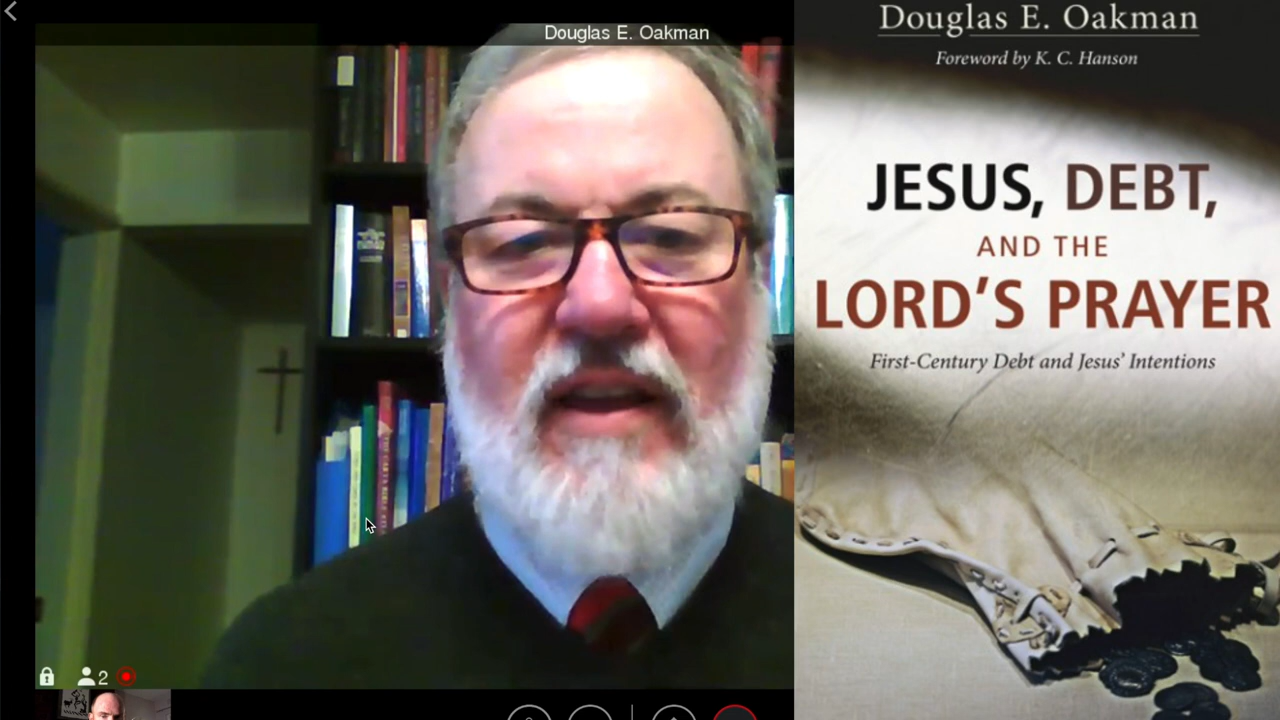 Douglas E. Oakman
2
Douglas E. Oakman
Foreword by K. C. Hanson
JESUS, DEBT,
AND THE
LORD'S PRAYER
First-Century Debt and Jesus' Intentions